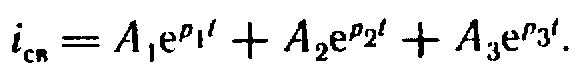 i_св = A₁e^{p₁t} + A₂e^{p₂t} + A₃e^{p₃t}.